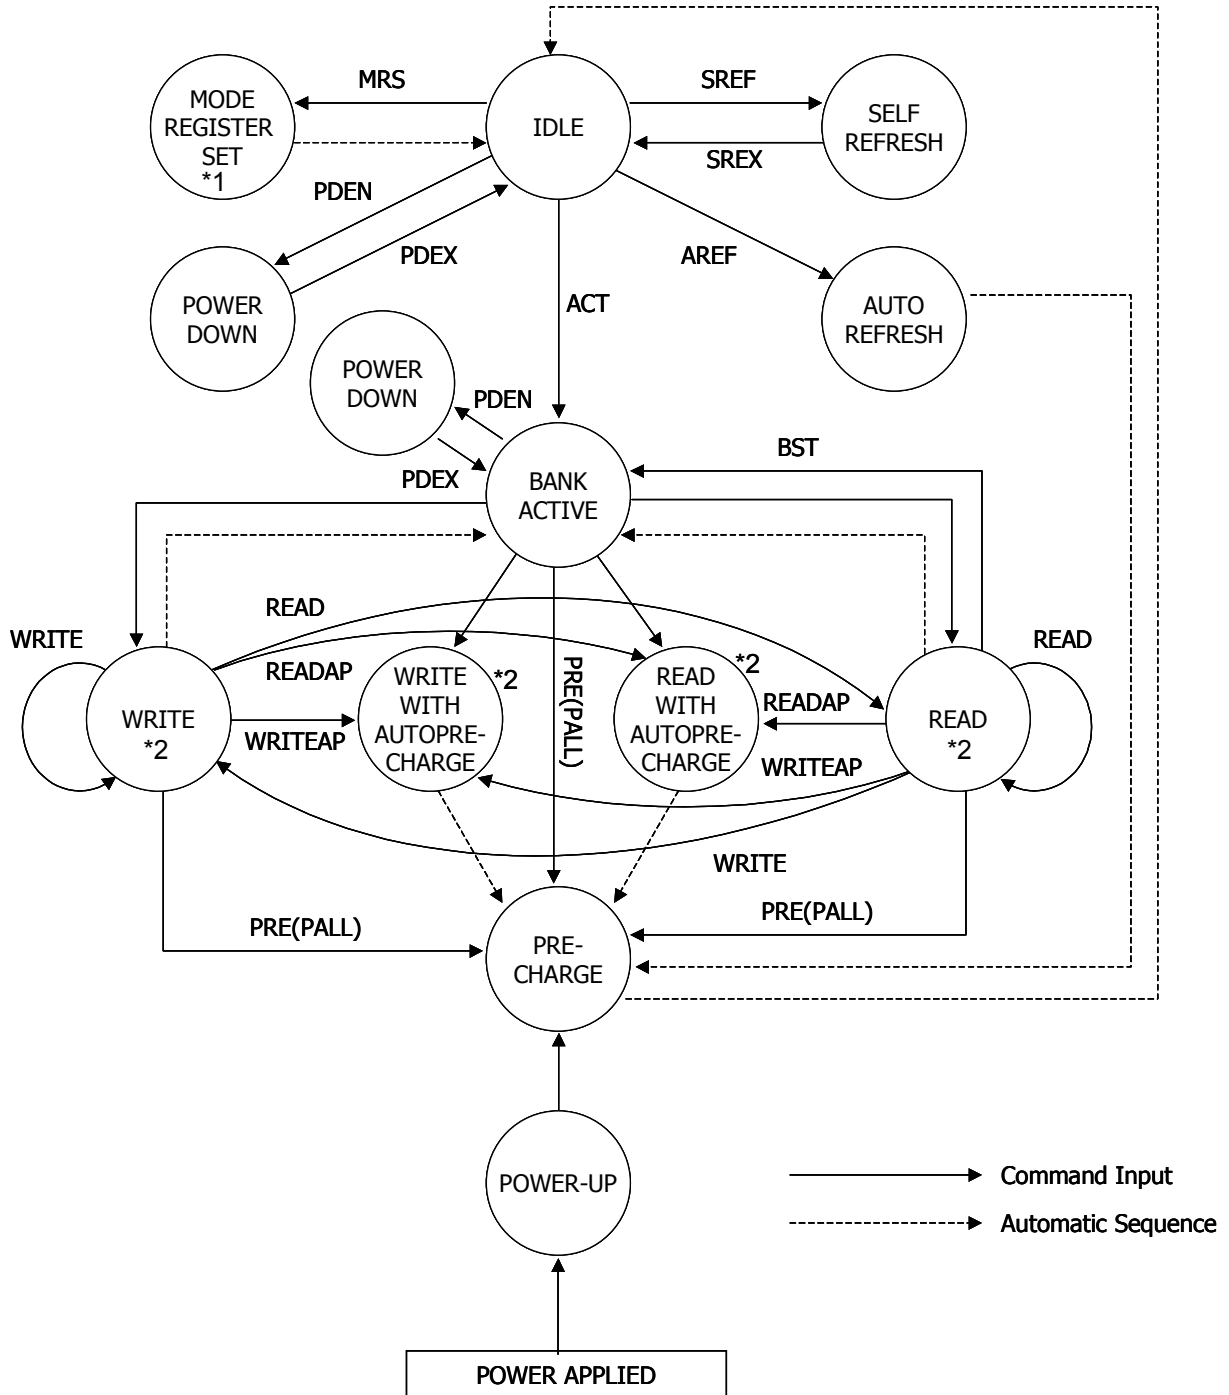 MRS
SREF
MODE
REGISTER
SET
*1
IDLE
SELF
REFRESH
SREX
PDEN
PDEX
AREF
POWER
DOWN
ACT
AUTO
REFRESH
POWER
DOWN
PDEN
PDEX
BST
BANK
ACTIVE
READ
WRITE
READ
READAP
WRITE
*2
WRITEAP
WRITE
WITH
AUTOPRE-
CHARGE
*2
PRE(PALL)
READ
WITH
AUTOPRE-
CHARGE
*2
READAP
WRITEAP
READ
*2
WRITE
PRE(PALL)
PRE(PALL)
PRE-
CHARGE
POWER-UP
Command Input
Automatic Sequence
POWER APPLIED